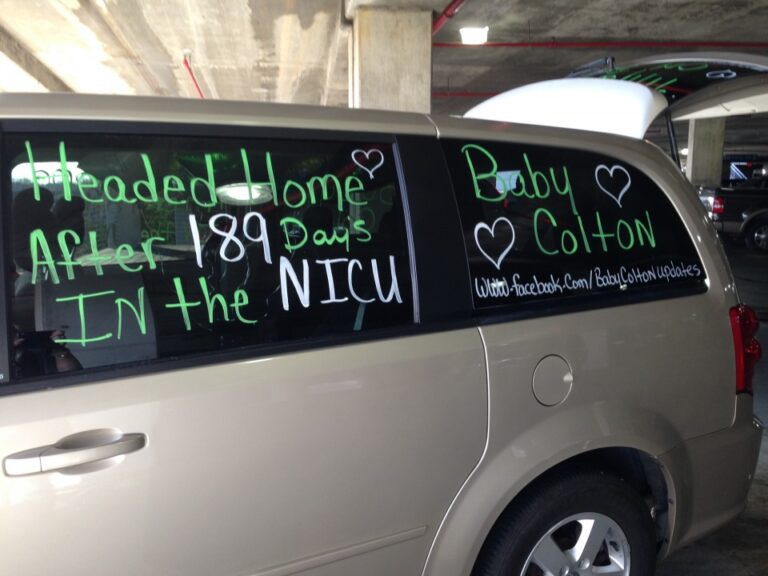 Headed Home
After 189 Days
IN the NICU
Baby
Colton
www.facebook.com/BabyColtonupdates